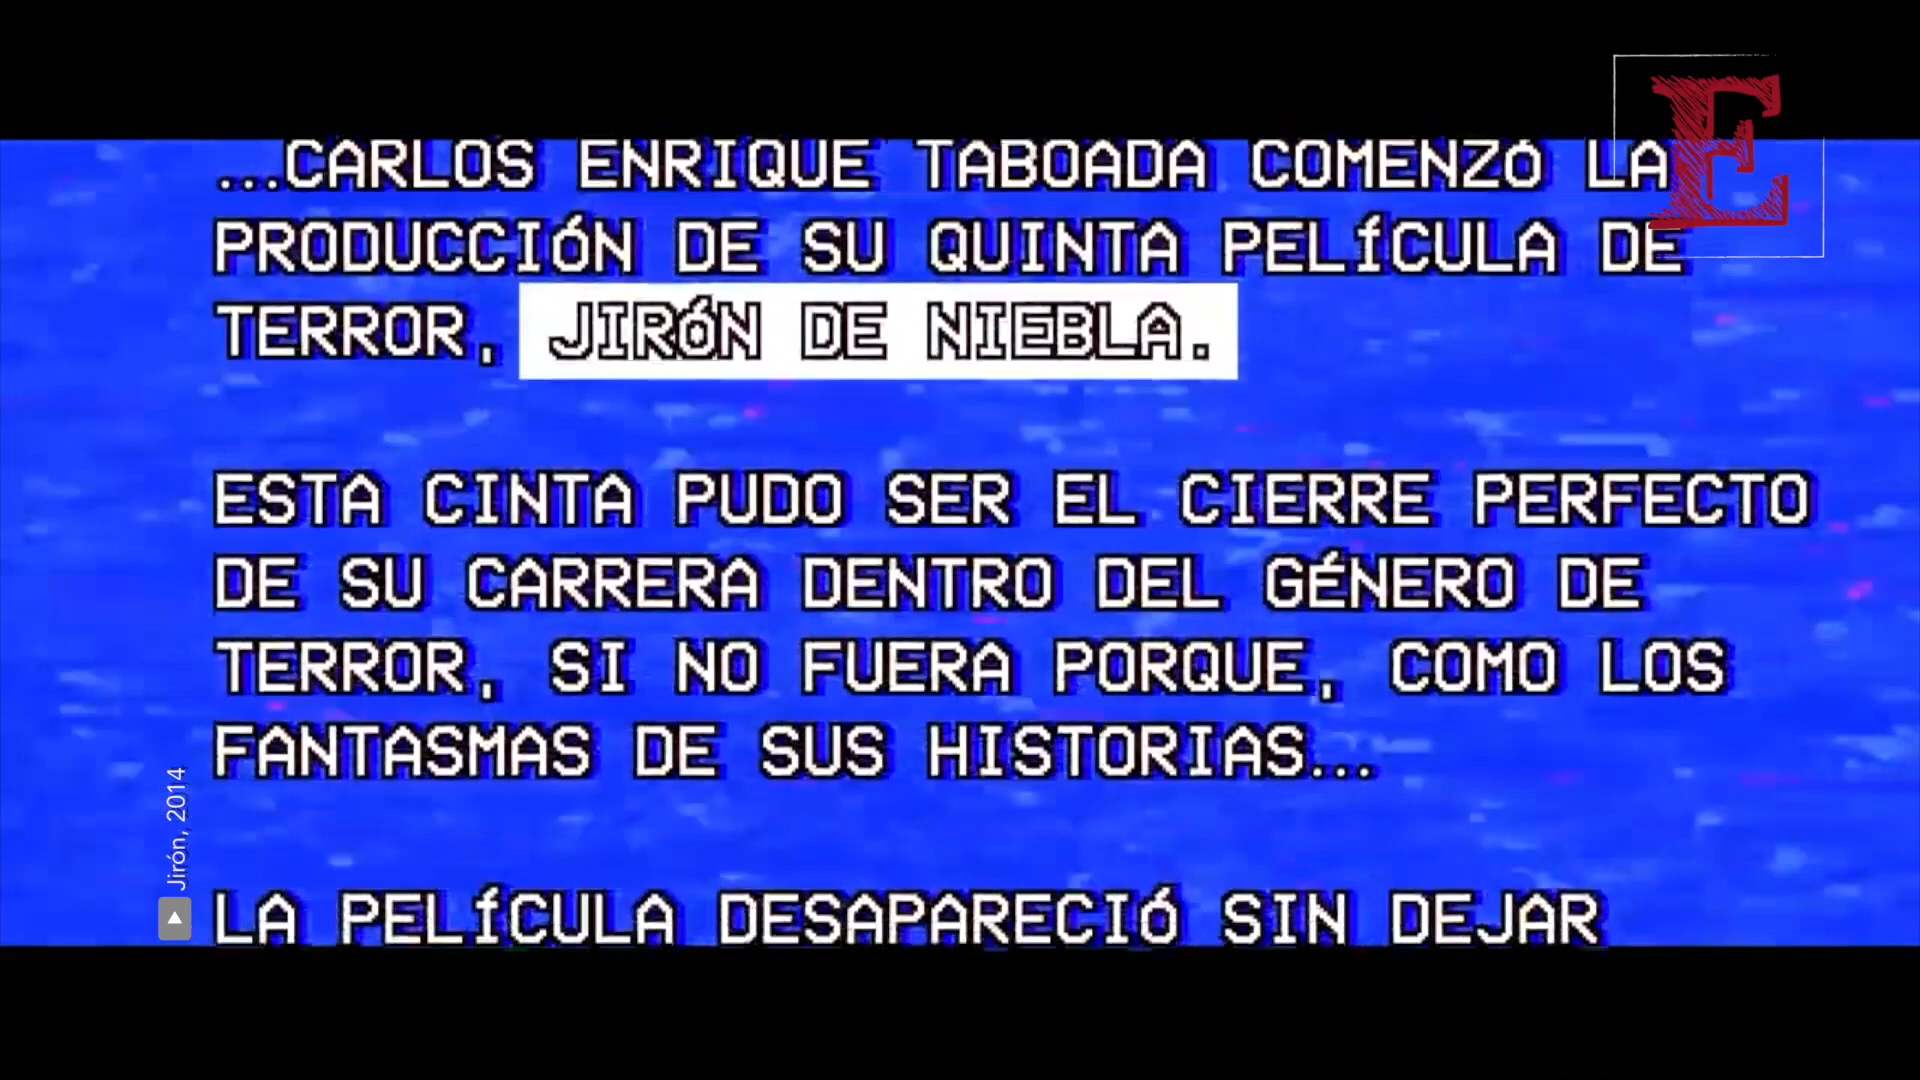 ...CARLOS ENRIQUE TABOADA COMENZÓ LA
PRODUCCIÓN DE SU QUINTA PELÍCULA DE
TERROR, JIRÓN DE NIEBLA.
ESTA CINTA PUDO SER EL CIERRE PERFECTO
DE SU CARRERA DENTRO DEL GÉNERO DE
TERROR, SI NO FUERA PORQUE, COMO LOS
FANTASMAS DE SUS HISTORIAS...
LA PELÍCULA DESAPARECIÓ SIN DEJAR
Jirón, 2014
E